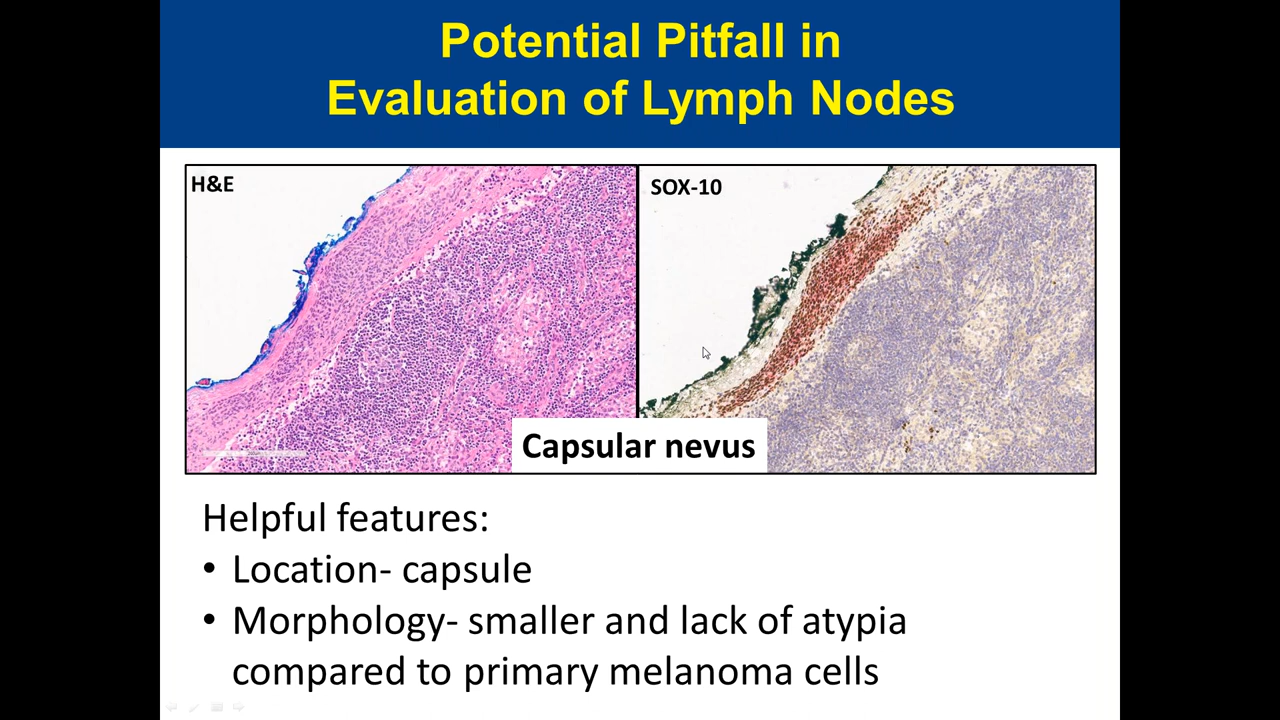 Potential Pitfall in
Evaluation of Lymph Nodes
H&E
SOX-10
Capsular nevus
Helpful features:
• Location- capsule
• Morphology- smaller and lack of atypia
compared to primary melanoma cells